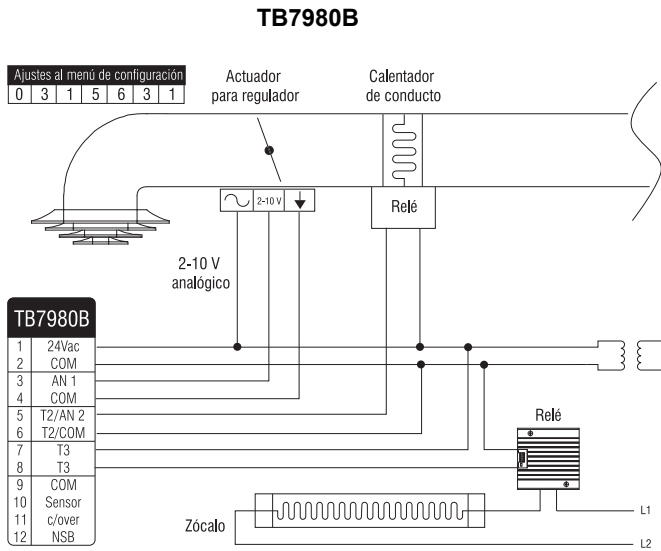 TB7980B
Ajustes al menú de configuración
0 3 1 5 6 3 1
Actuador
para regulador
Calentador
de conducto
2-10 V
Relé
2-10 V
analógico
TB7980B
1 24Vac
2 COM
3 AN 1
4 COM
5 T2/AN 2
6 T2/COM
7 T3
8 T3
9 COM
10 Sensor
11 c/over
12 NSB
Relé
Zócalo
L1
L2